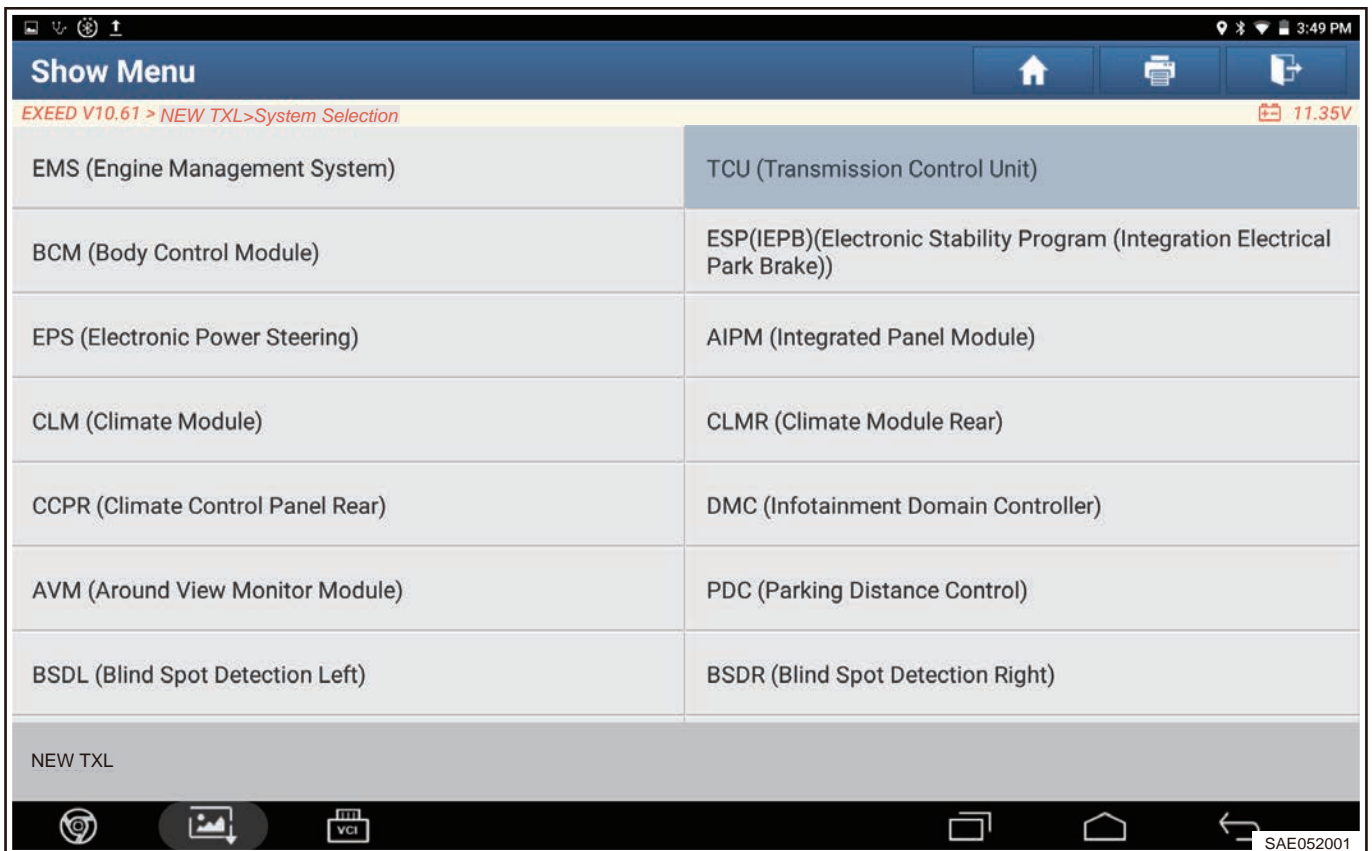 3:49 PM
Show Menu
EXEED V10.61 > NEW TXL>System Selection
11.35V
EMS (Engine Management System)
TCU (Transmission Control Unit)
BCM (Body Control Module)
ESP(IEPB)(Electronic Stability Program (Integration Electrical
Park Brake))
EPS (Electronic Power Steering)
AIPM (Integrated Panel Module)
CLM (Climate Module)
CLMR (Climate Module Rear)
CCPR (Climate Control Panel Rear)
DMC (Infotainment Domain Controller)
AVM (Around View Monitor Module)
PDC (Parking Distance Control)
BSDL (Blind Spot Detection Left)
BSDR (Blind Spot Detection Right)
NEW TXL
VCI
SAE052001